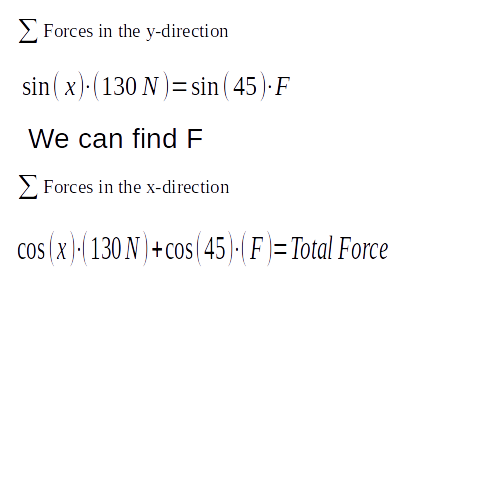 ∑ Forces in the y-direction
sin(x)·(130 N)=sin(45)·F
We can find F
∑ Forces in the x-direction
cos(x)·(130 N)+cos(45)·(F)=Total Force